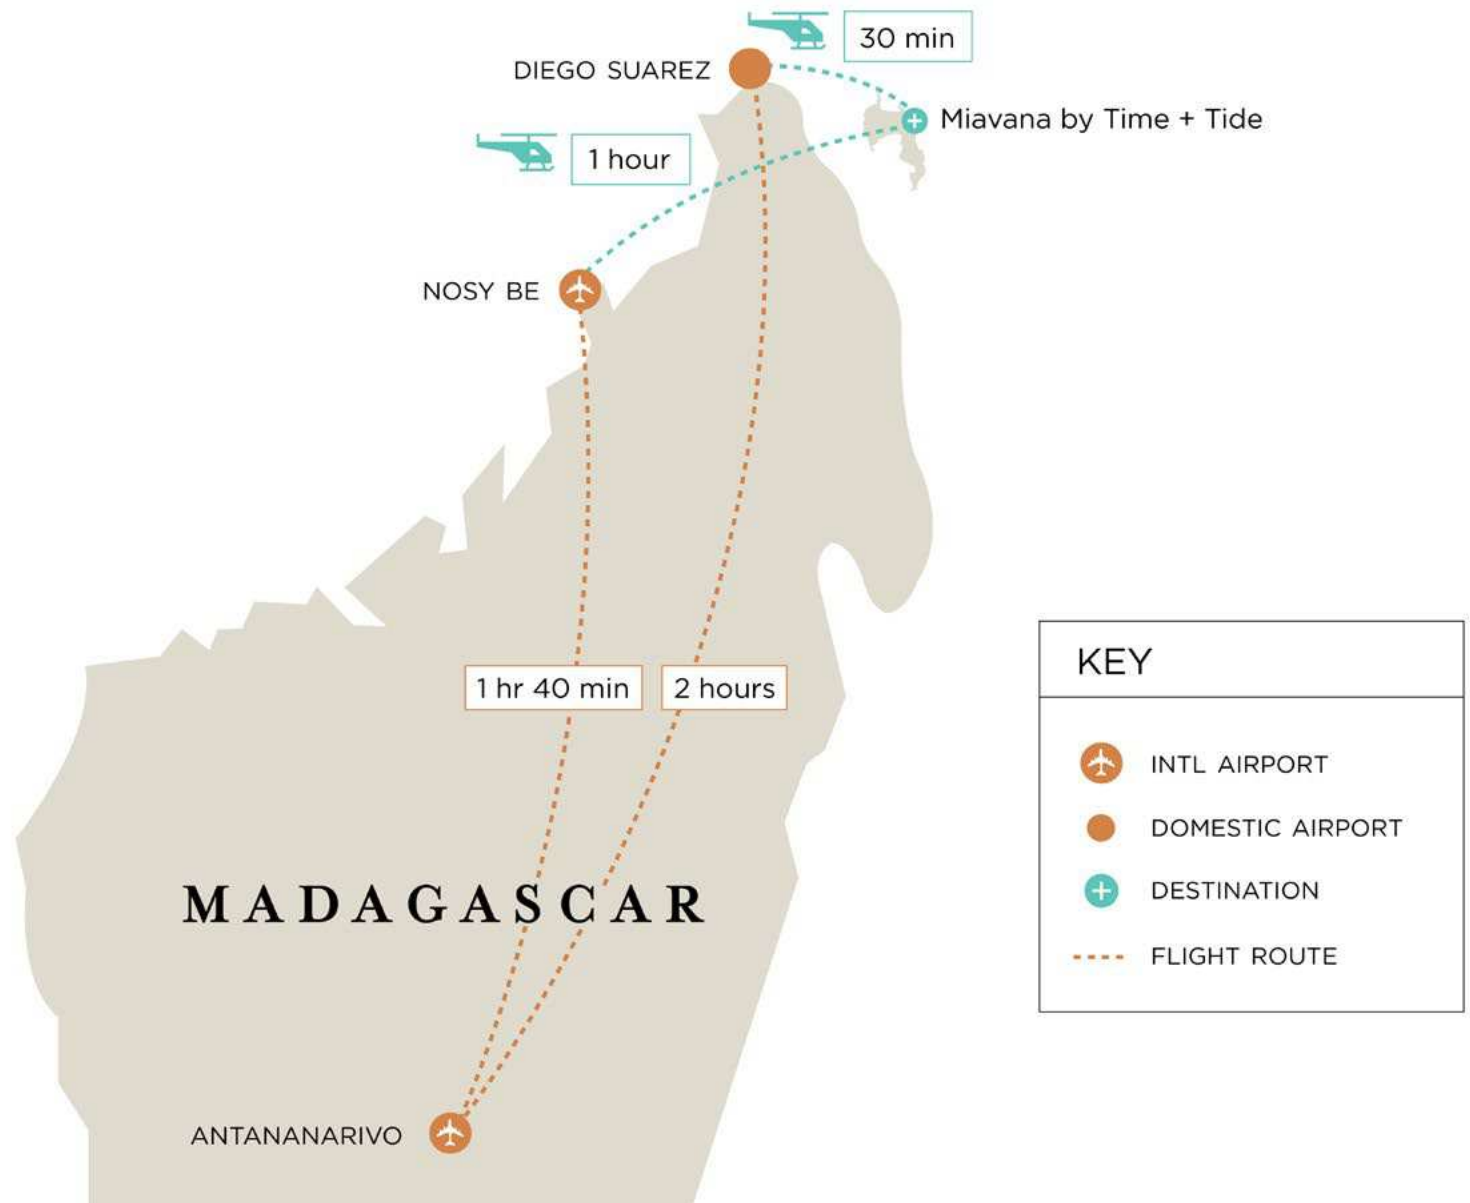 30 min
DIEGO SUAREZ
Miavana by Time + Tide
1 hour
NOSY BE
1 hr 40 min
2 hours
MADAGASCAR
ANTANANARIVO
KEY
INTL AIRPORT
DOMESTIC AIRPORT
DESTINATION
FLIGHT ROUTE